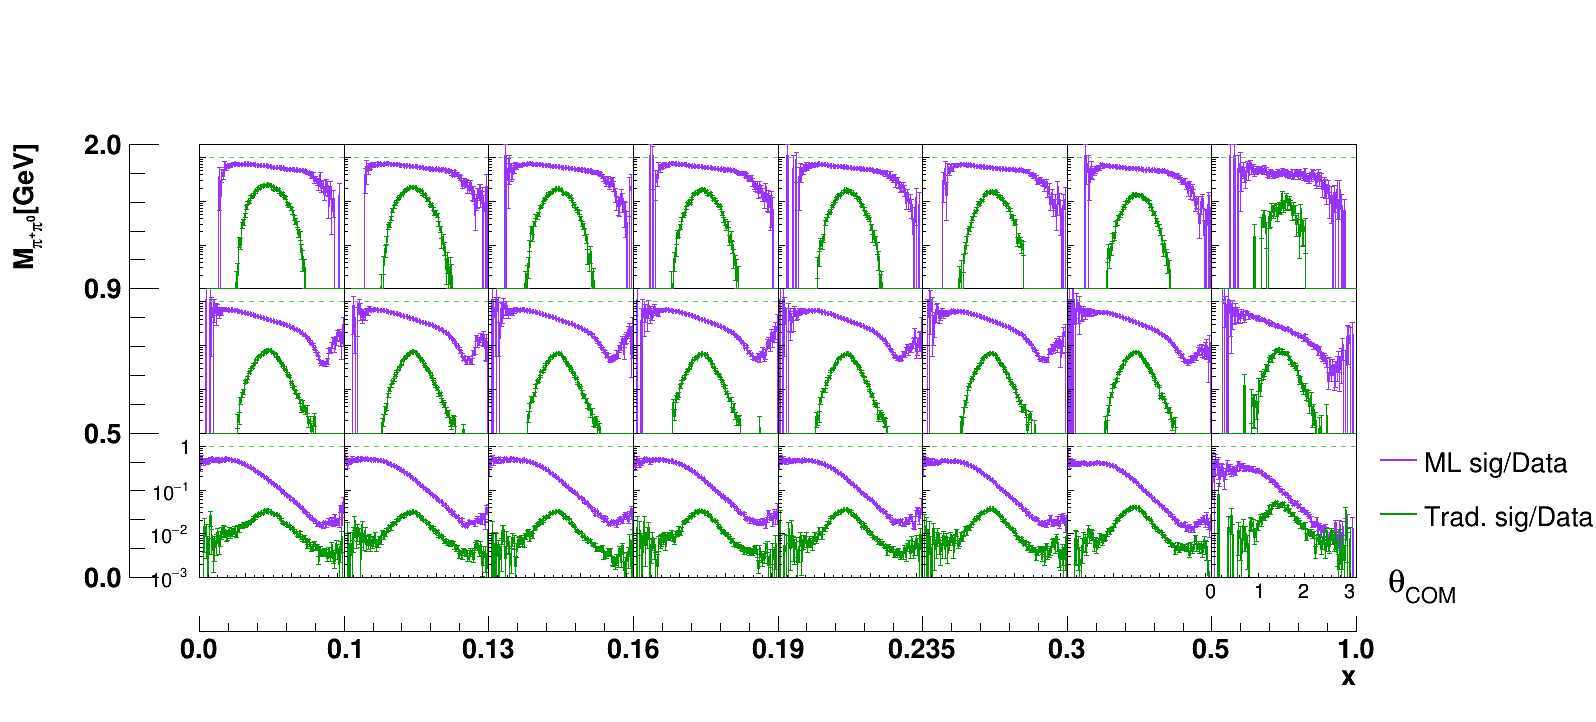 M π⁺π⁰ [GeV]
2.0
0.9
0.5
0.0
1
10⁻¹
10⁻²
10⁻³
ML sig/Data
Trad. sig/Data
0 1 2 3
θ_COM
0.0 0.1 0.13 0.16 0.19 0.235 0.3 0.5 1.0
x